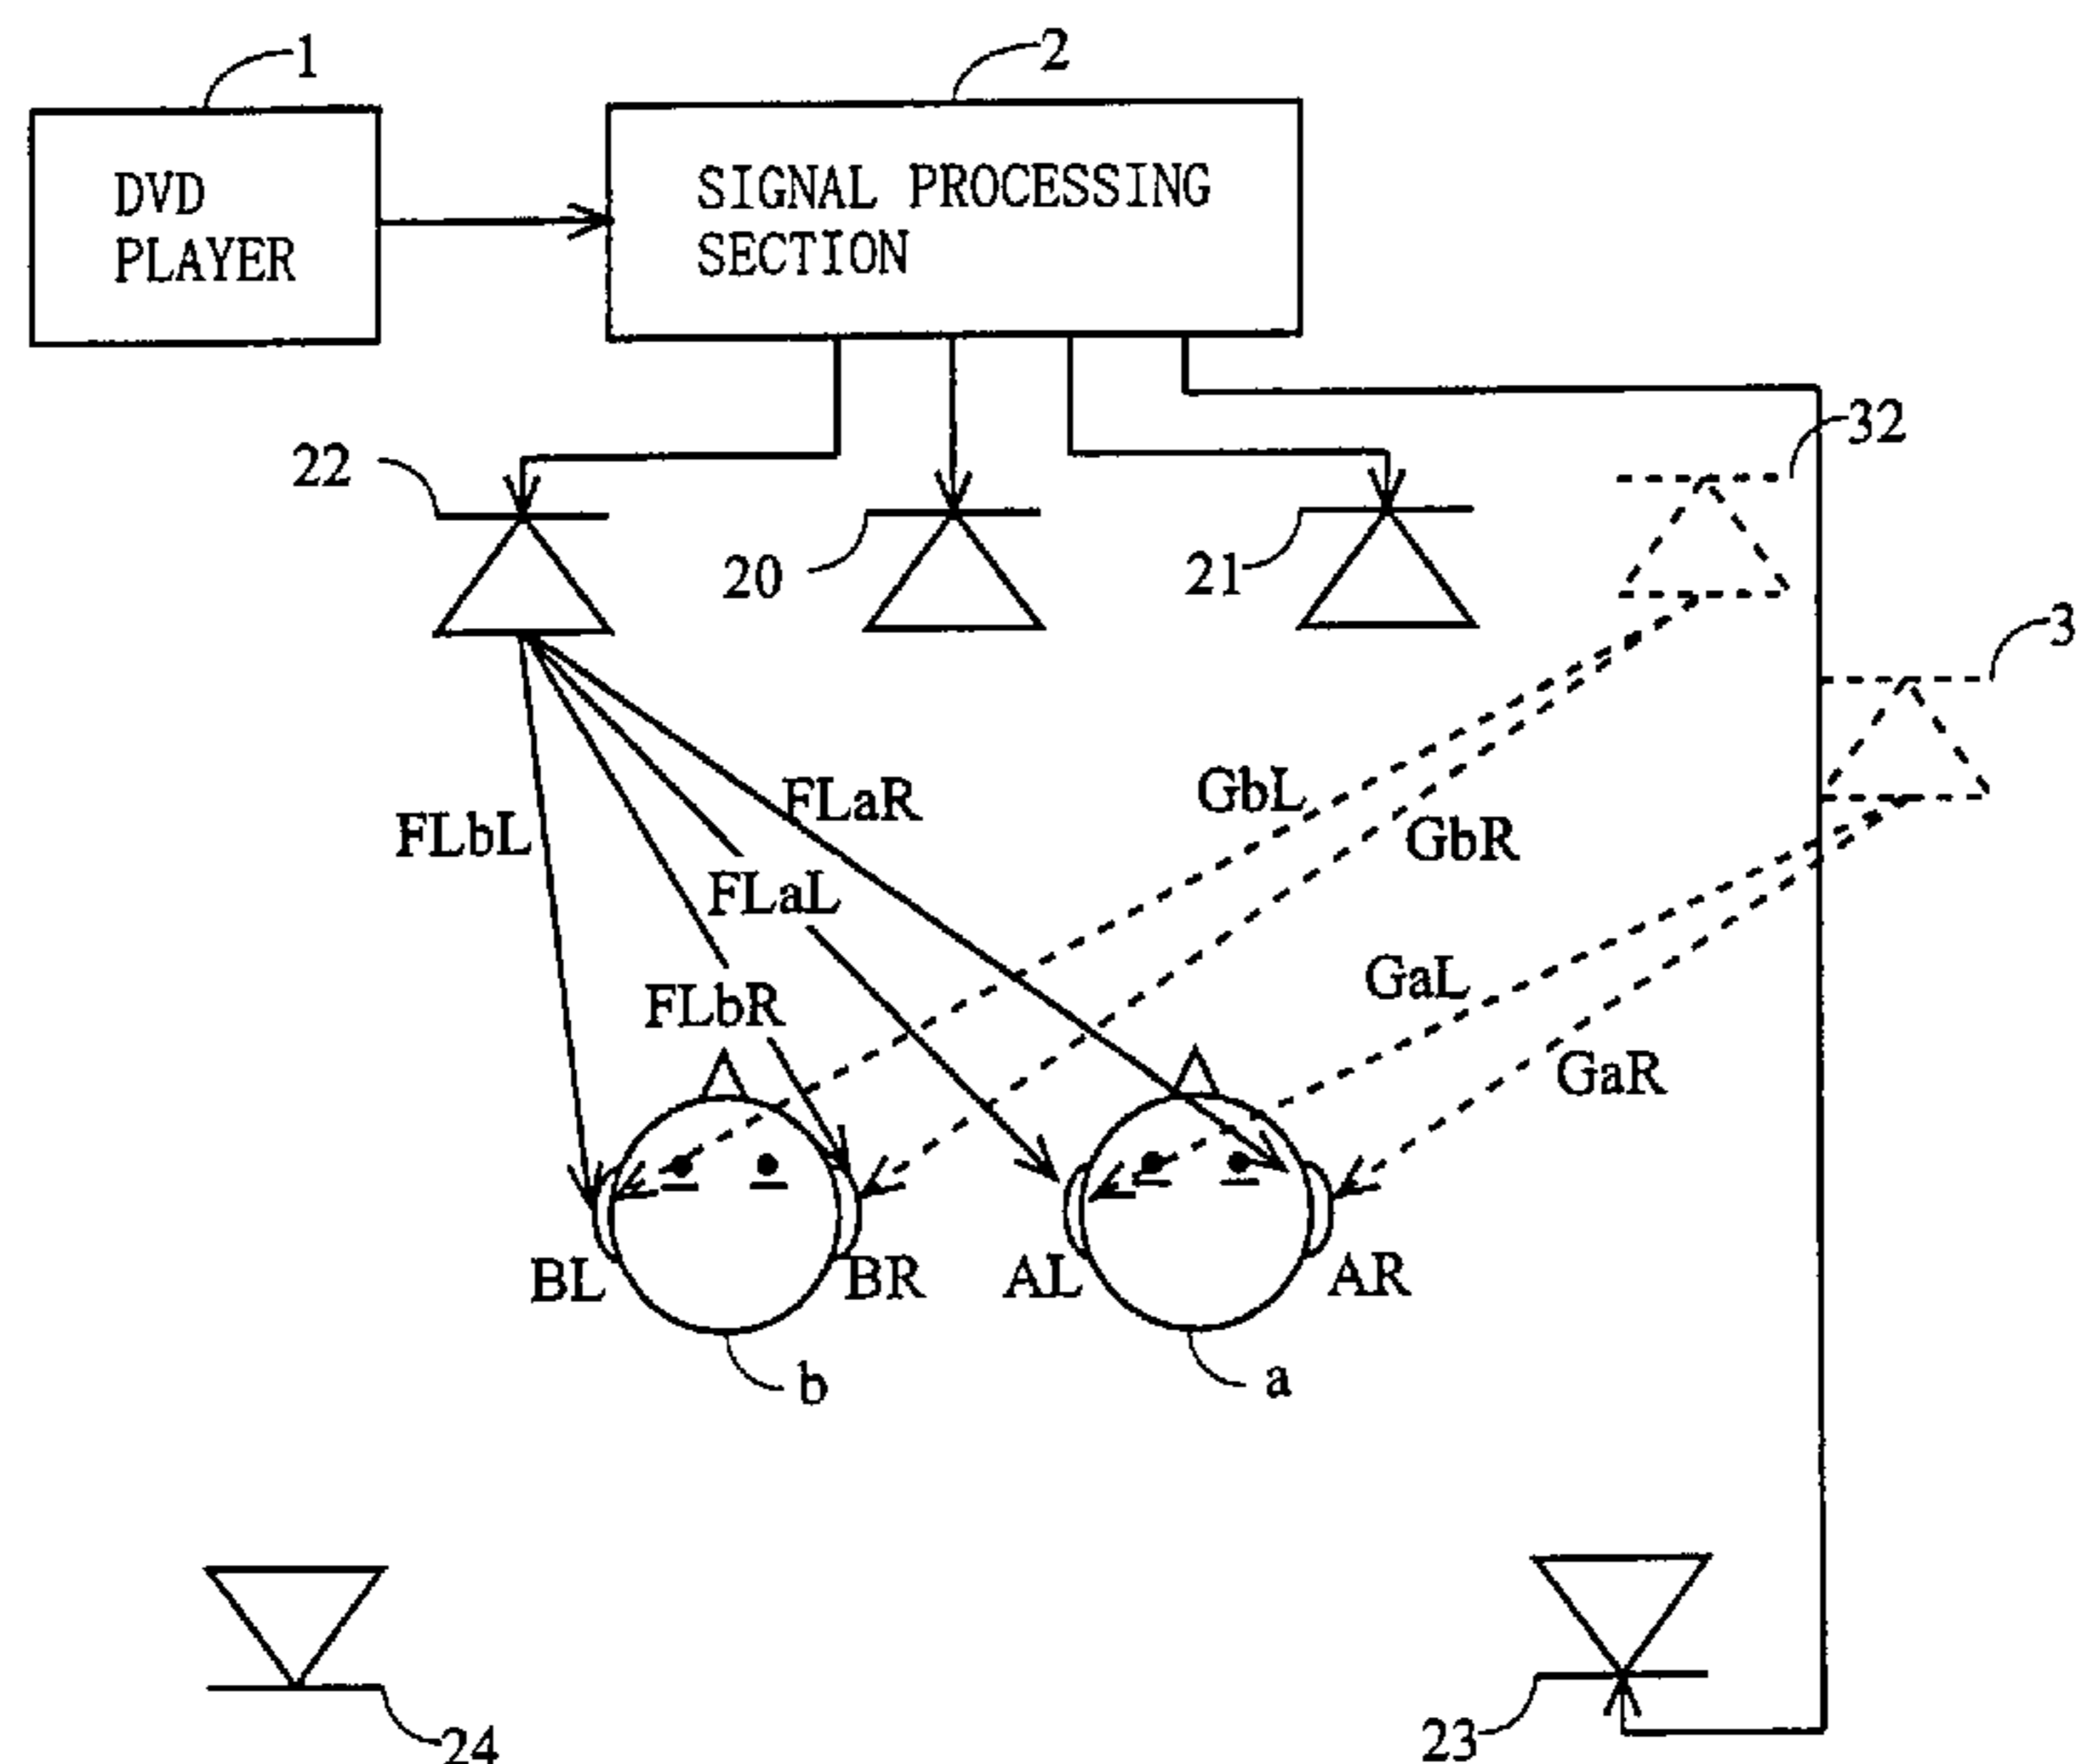 1
2
DVD
PLAYER
SIGNAL PROCESSING
SECTION
22
20
21
32
3
FLbL
FLaR
FLaL
FLbR
GbL
GbR
GaL
GaR
BL
BR
AL
AR
b
a
24
23